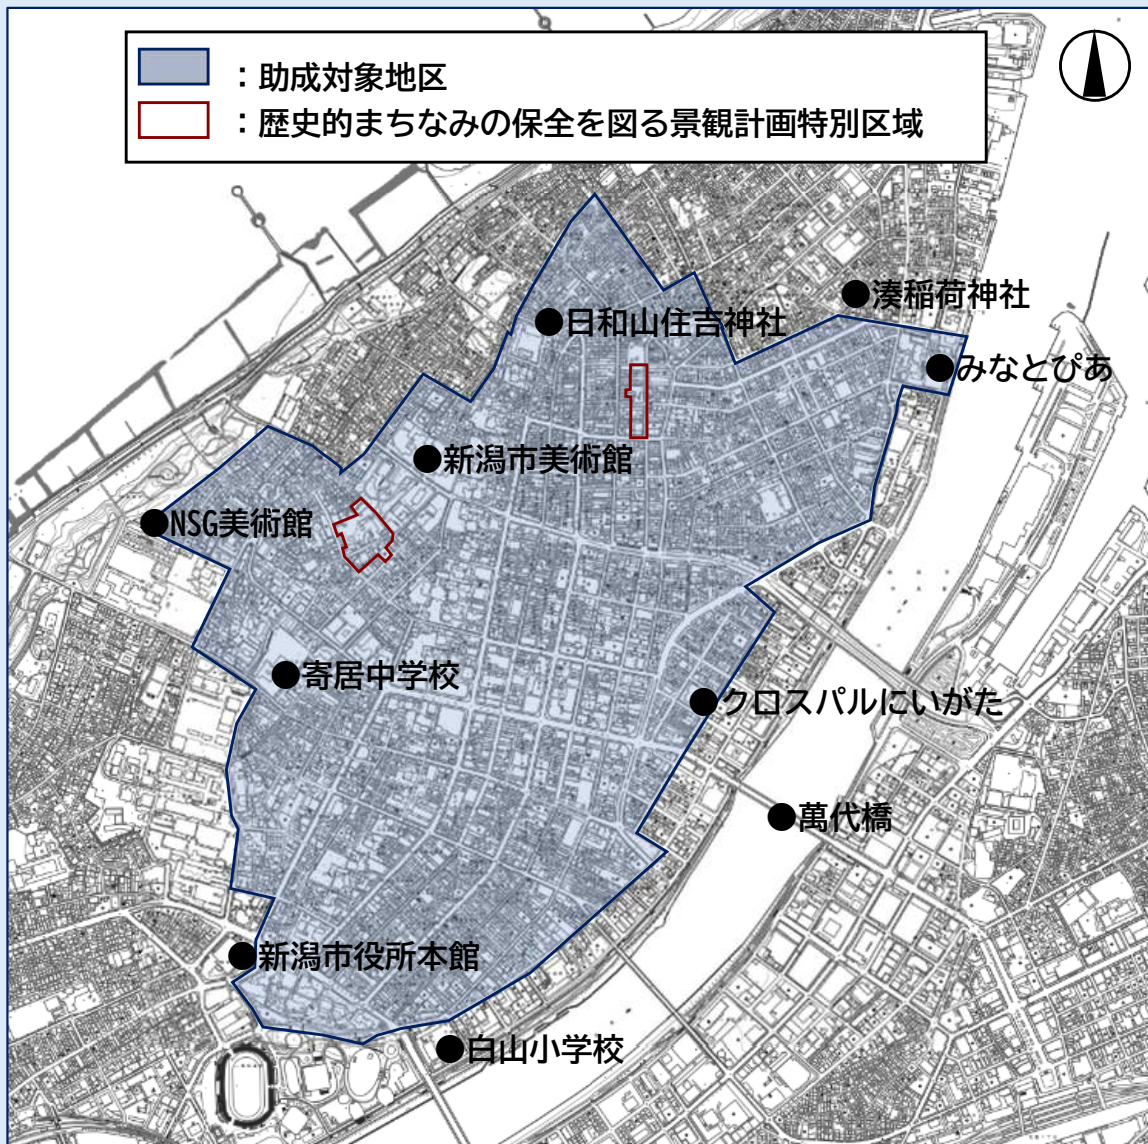 ：助成対象地区
：歴史的まちなみの保全を図る景観計画特別区域
湊稲荷神社
日和山住吉神社
みなとぴあ
新潟市美術館
NSG美術館
寄居中学校
クロスパルにいがた
萬代橋
新潟市役所本館
白山小学校